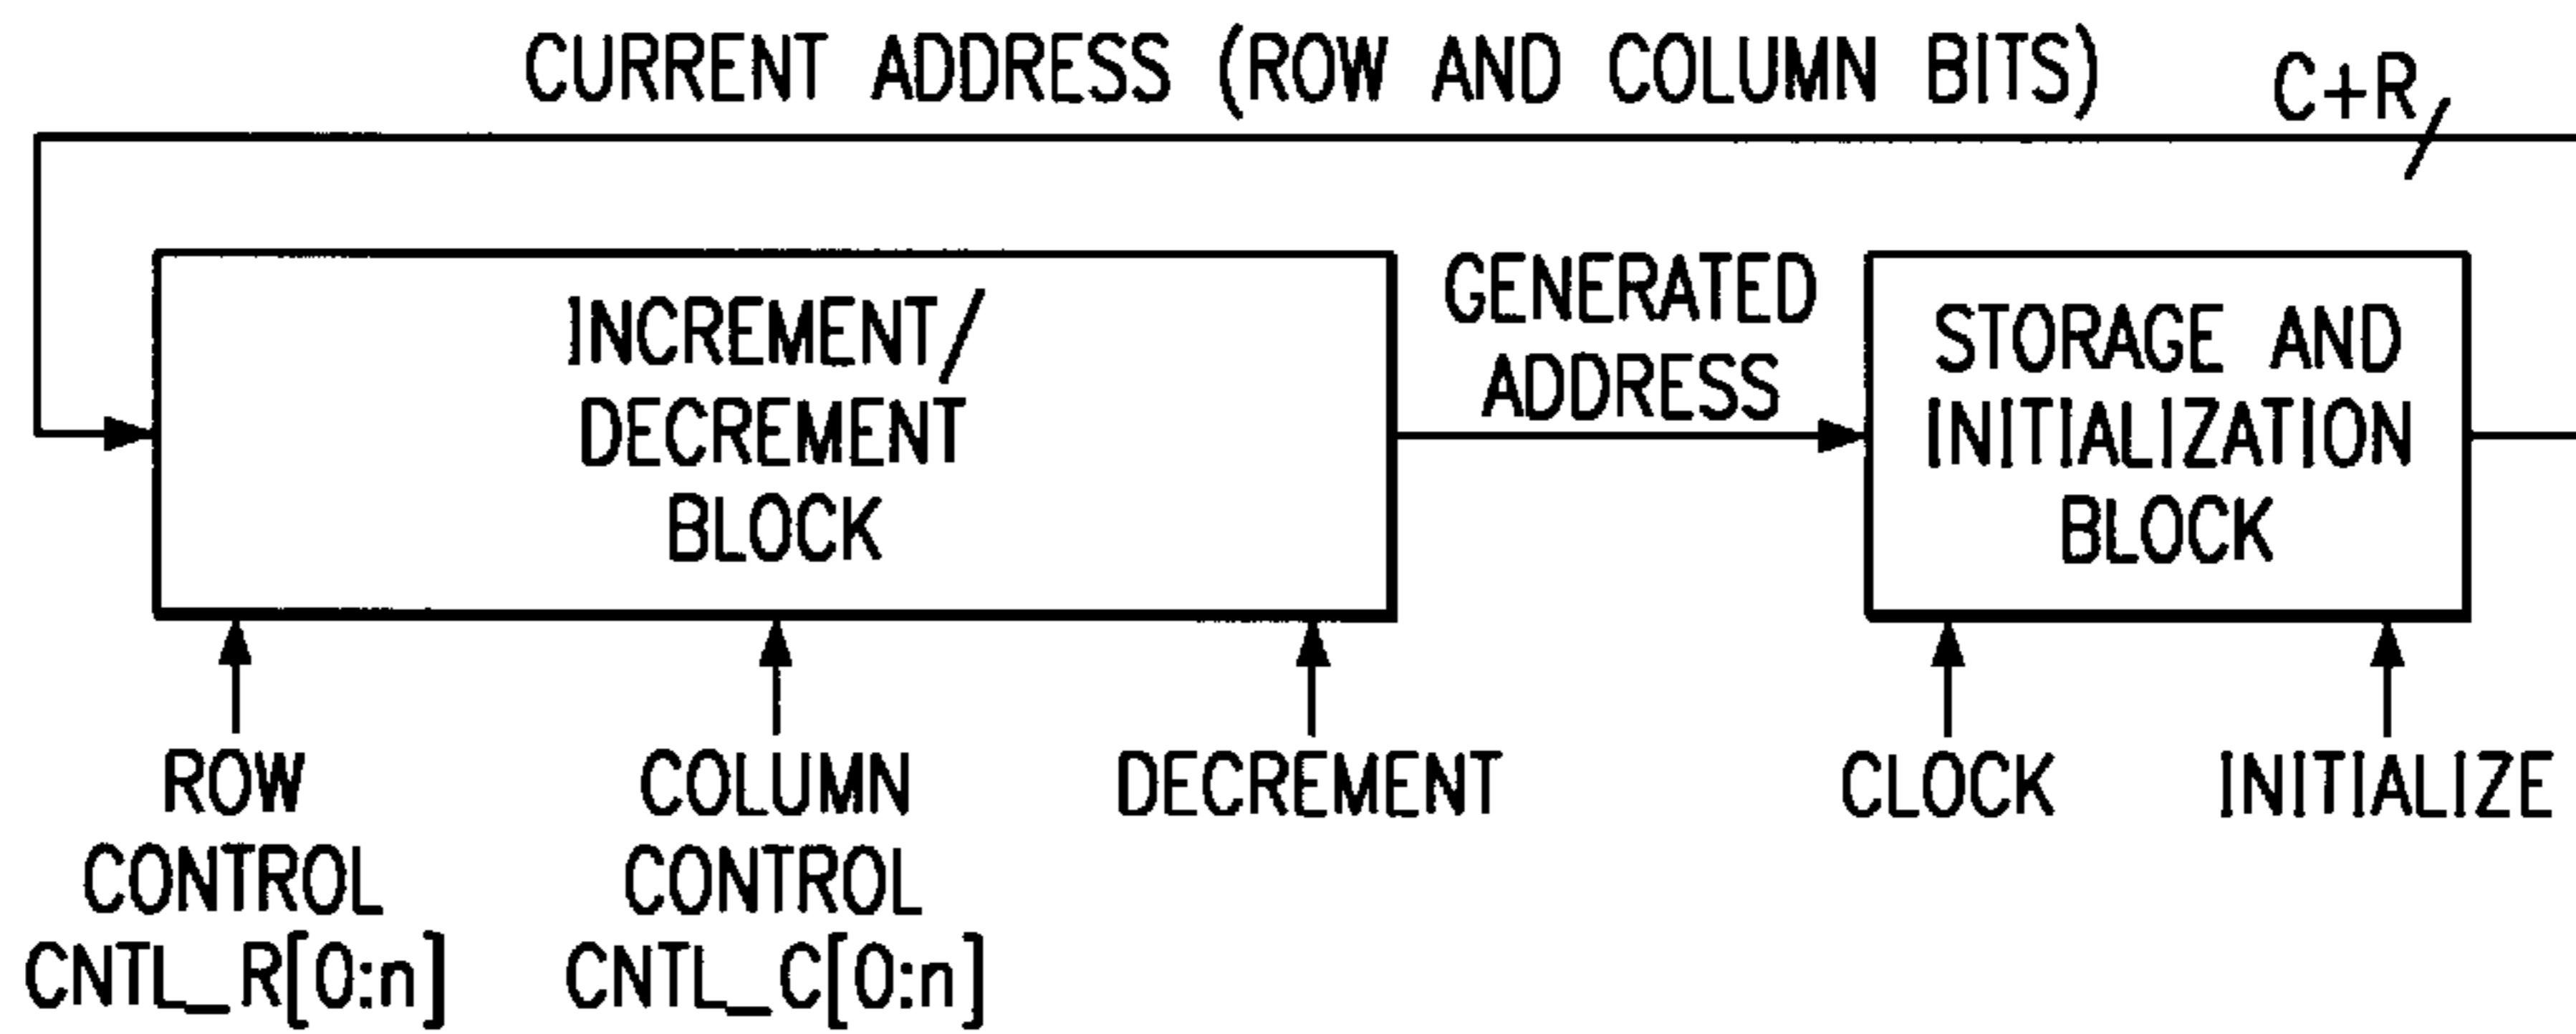 CURRENT ADDRESS (ROW AND COLUMN BITS)
C+R
INCREMENT/
DECREMENT
BLOCK
GENERATED
ADDRESS
STORAGE AND
INITIALIZATION
BLOCK
ROW
CONTROL
CNTL_R[0:n]
COLUMN
CONTROL
CNTL_C[0:n]
DECREMENT
CLOCK
INITIALIZE